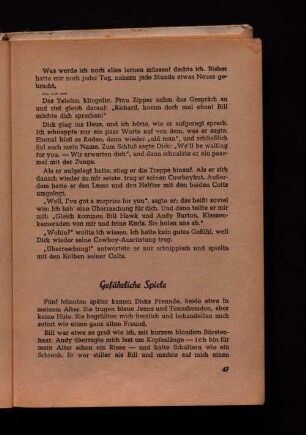 Was werde ich noch alles lernen müssen! dachte ich. Bisher
hatte mir noch jeder Tag, nahezu jede Stunde etwas Neues ge-
bracht.
— — —
Das Telefon klingelte. Frau Zipper nahm das Gespräch an
und rief gleich darauf: „Richard, komm doch mal eben! Bill
möchte dich sprechen!"
Dick ging ins Haus, und ich hörte, wie er aufgeregt sprach.
Ich schnappte nur ein paar Worte auf von dem, was er sagte.
Einmal hieß es Rodeo, dann wieder „old man", und schließlich
fiel auch mein Name. Zum Schluß sagte Dick: „We'll be waiting
for you. — Wir erwarten dich", und dann schnalzte er ein paar-
mal mit der Zunge.
Als er aufgelegt hatte, stieg er die Treppe hinauf. Als er sich
danach wieder zu mir setzte, trug er seinen Cowboyhut. Außer-
dem hatte er den Lasso und den Halfter mit den beiden Colts
umgelegt.
„Well, I've got a surprise for you", sagte er; das heißt soviel
wie: Ich hab' eine Überraschung für dich. Und dann teilte er mir
mit: „Gleich kommen Bill Hawk und Andy Burton, Klassen-
kameraden von mir und feine Kerls. Sie holen uns ab."
„Wohin?" wollte ich wissen. Ich hatte kein gutes Gefühl, weil
Dick wieder seine Cowboy-Ausrüstung trug.
„Überraschung!" antwortete er nur schnippisch und spielte
mit den Kolben seiner Colts.
Gefährliche Spiele
Fünf Minuten später kamen Dicks Freunde, beide etwa in
meinem Alter. Sie trugen blaue Jeans und Texashemden, aber
keine Hüte. Sie begrüßten mich herzlich und behandelten mich
sofort wie einen ganz alten Freund.
Bill war etwa so groß wie ich, mit kurzem blondem Bürsten-
haar. Andy überragte mich fast um Kopfeslänge — ich bin für
mein Alter schon ein Riese — und hatte Schultern wie ein
Schrank. Er war stiller als Bill und machte auf mich einen
47